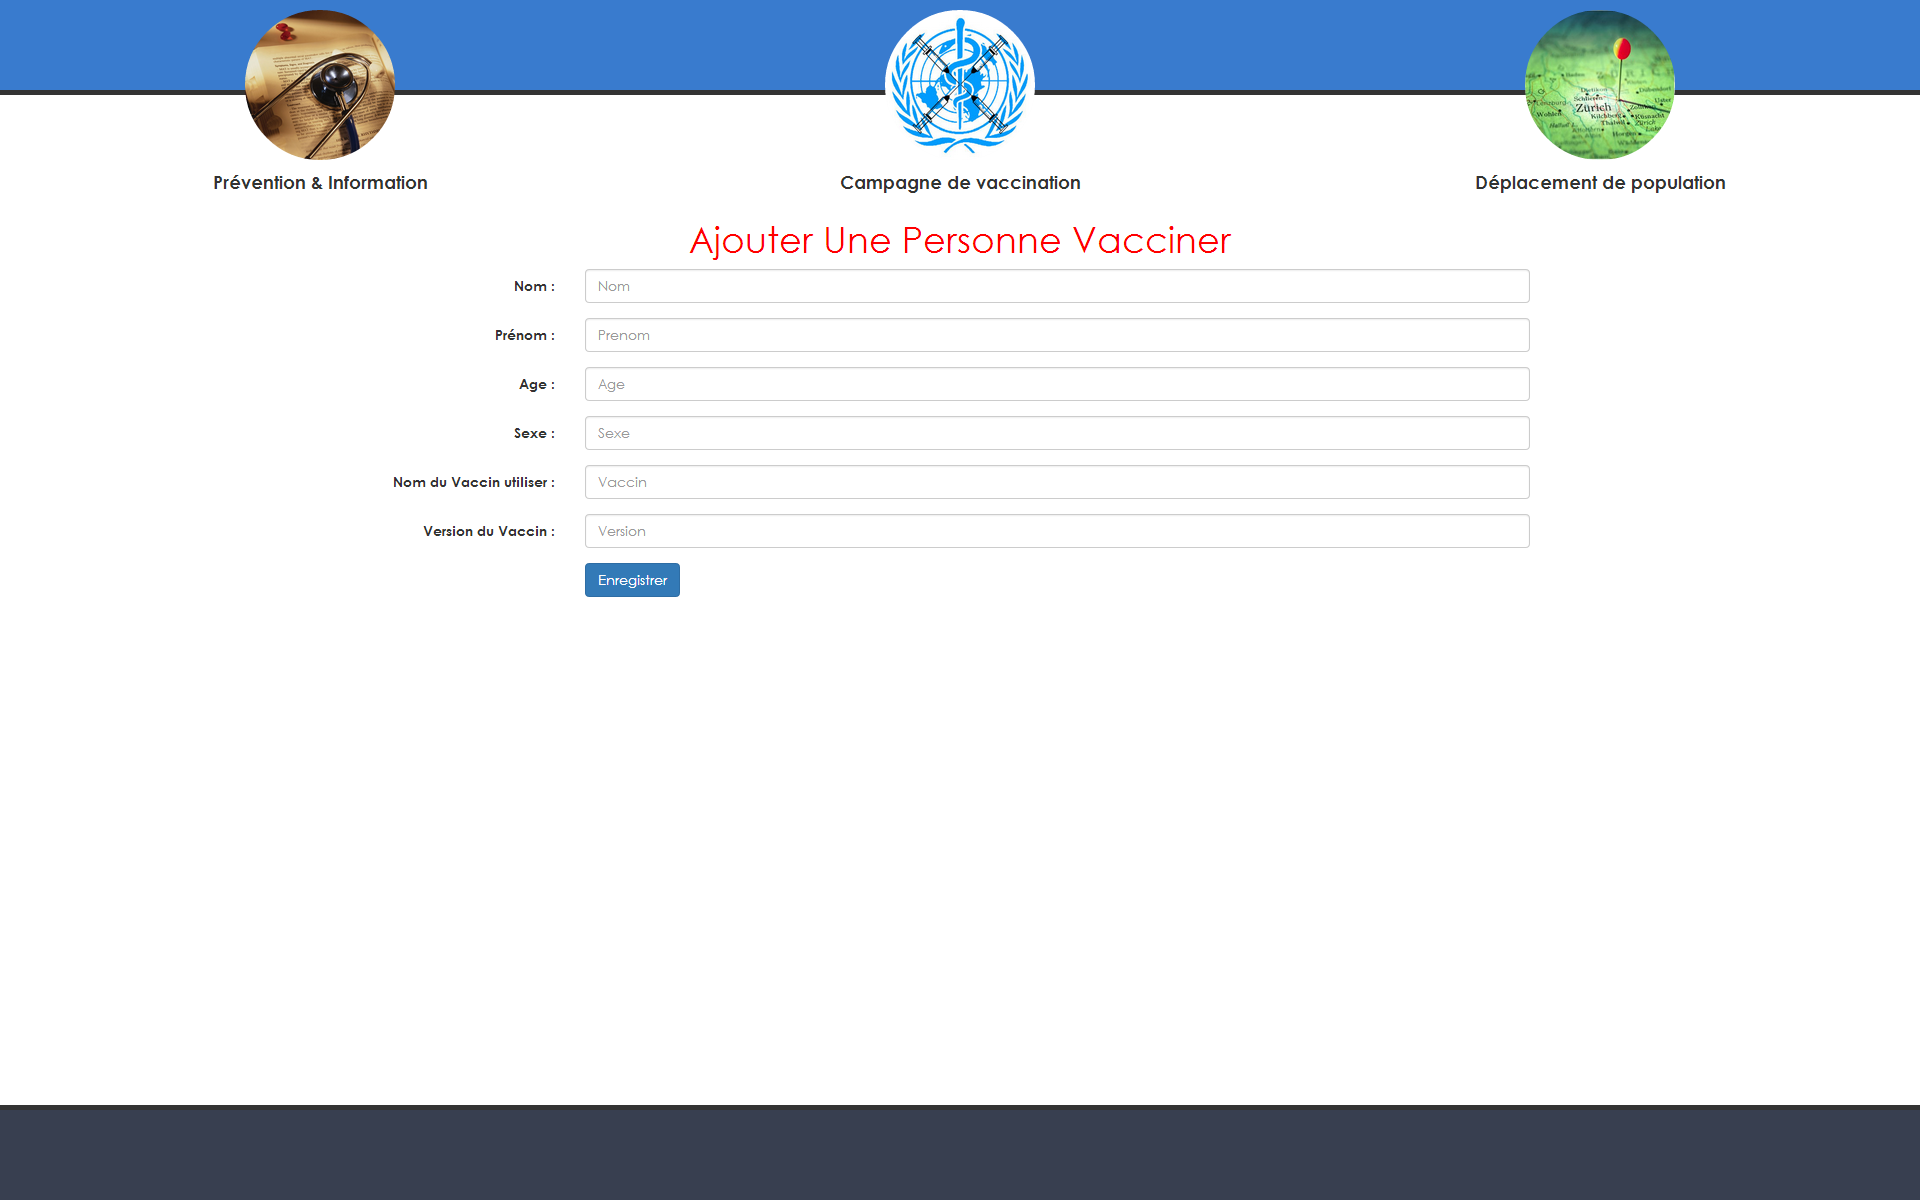 Zürich
Prévention & Information
Campagne de vaccination
Déplacement de population
Ajouter Une Personne Vacciner
Nom :
Nom
Prénom :
Prenom
Age :
Age
Sexe :
Sexe
Nom du Vaccin utiliser :
Vaccin
Version du Vaccin :
Version
Enregistrer